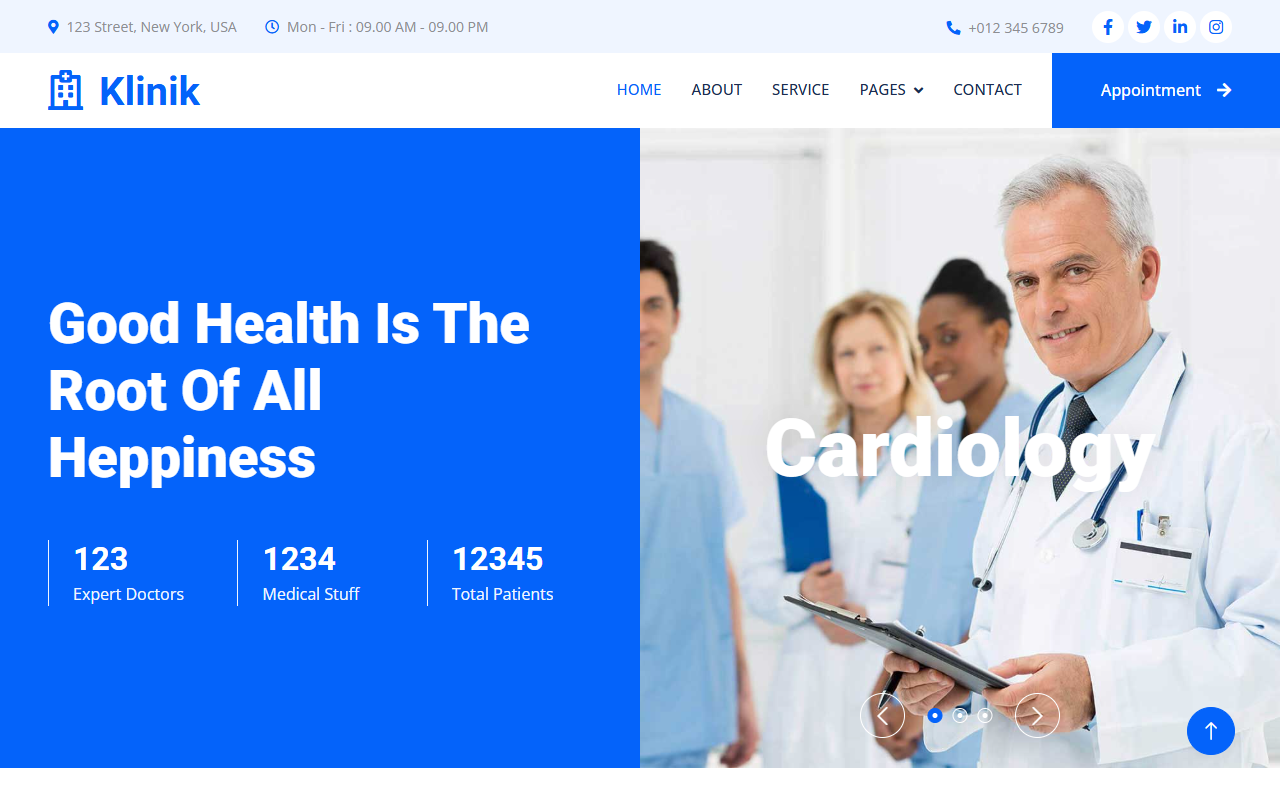 123 Street, New York, USA
Mon - Fri : 09.00 AM - 09.00 PM
+012 345 6789
Klinik
HOME
ABOUT
SERVICE
PAGES
CONTACT
Appointment
Good Health Is The
Root Of All
Heppiness
123
Expert Doctors
1234
Medical Stuff
12345
Total Patients
Cardiology